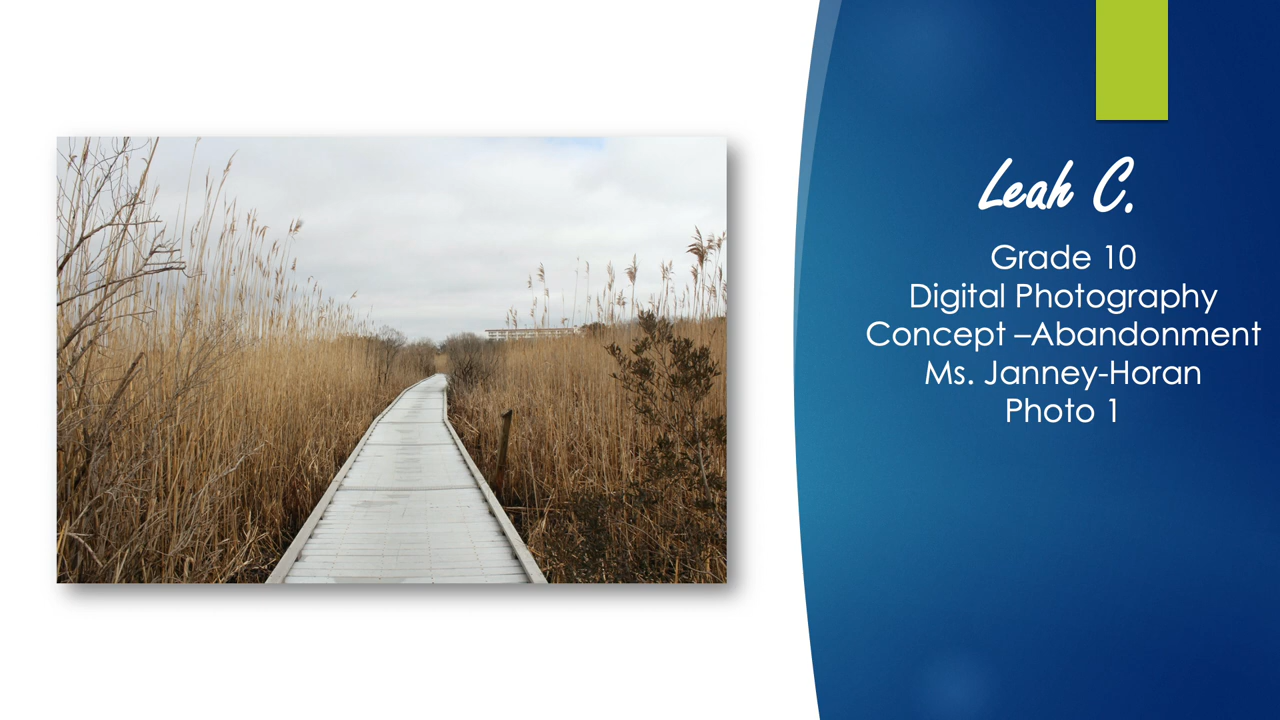 Leah C.
Grade 10
Digital Photography
Concept –Abandonment
Ms. Janney-Horan
Photo 1